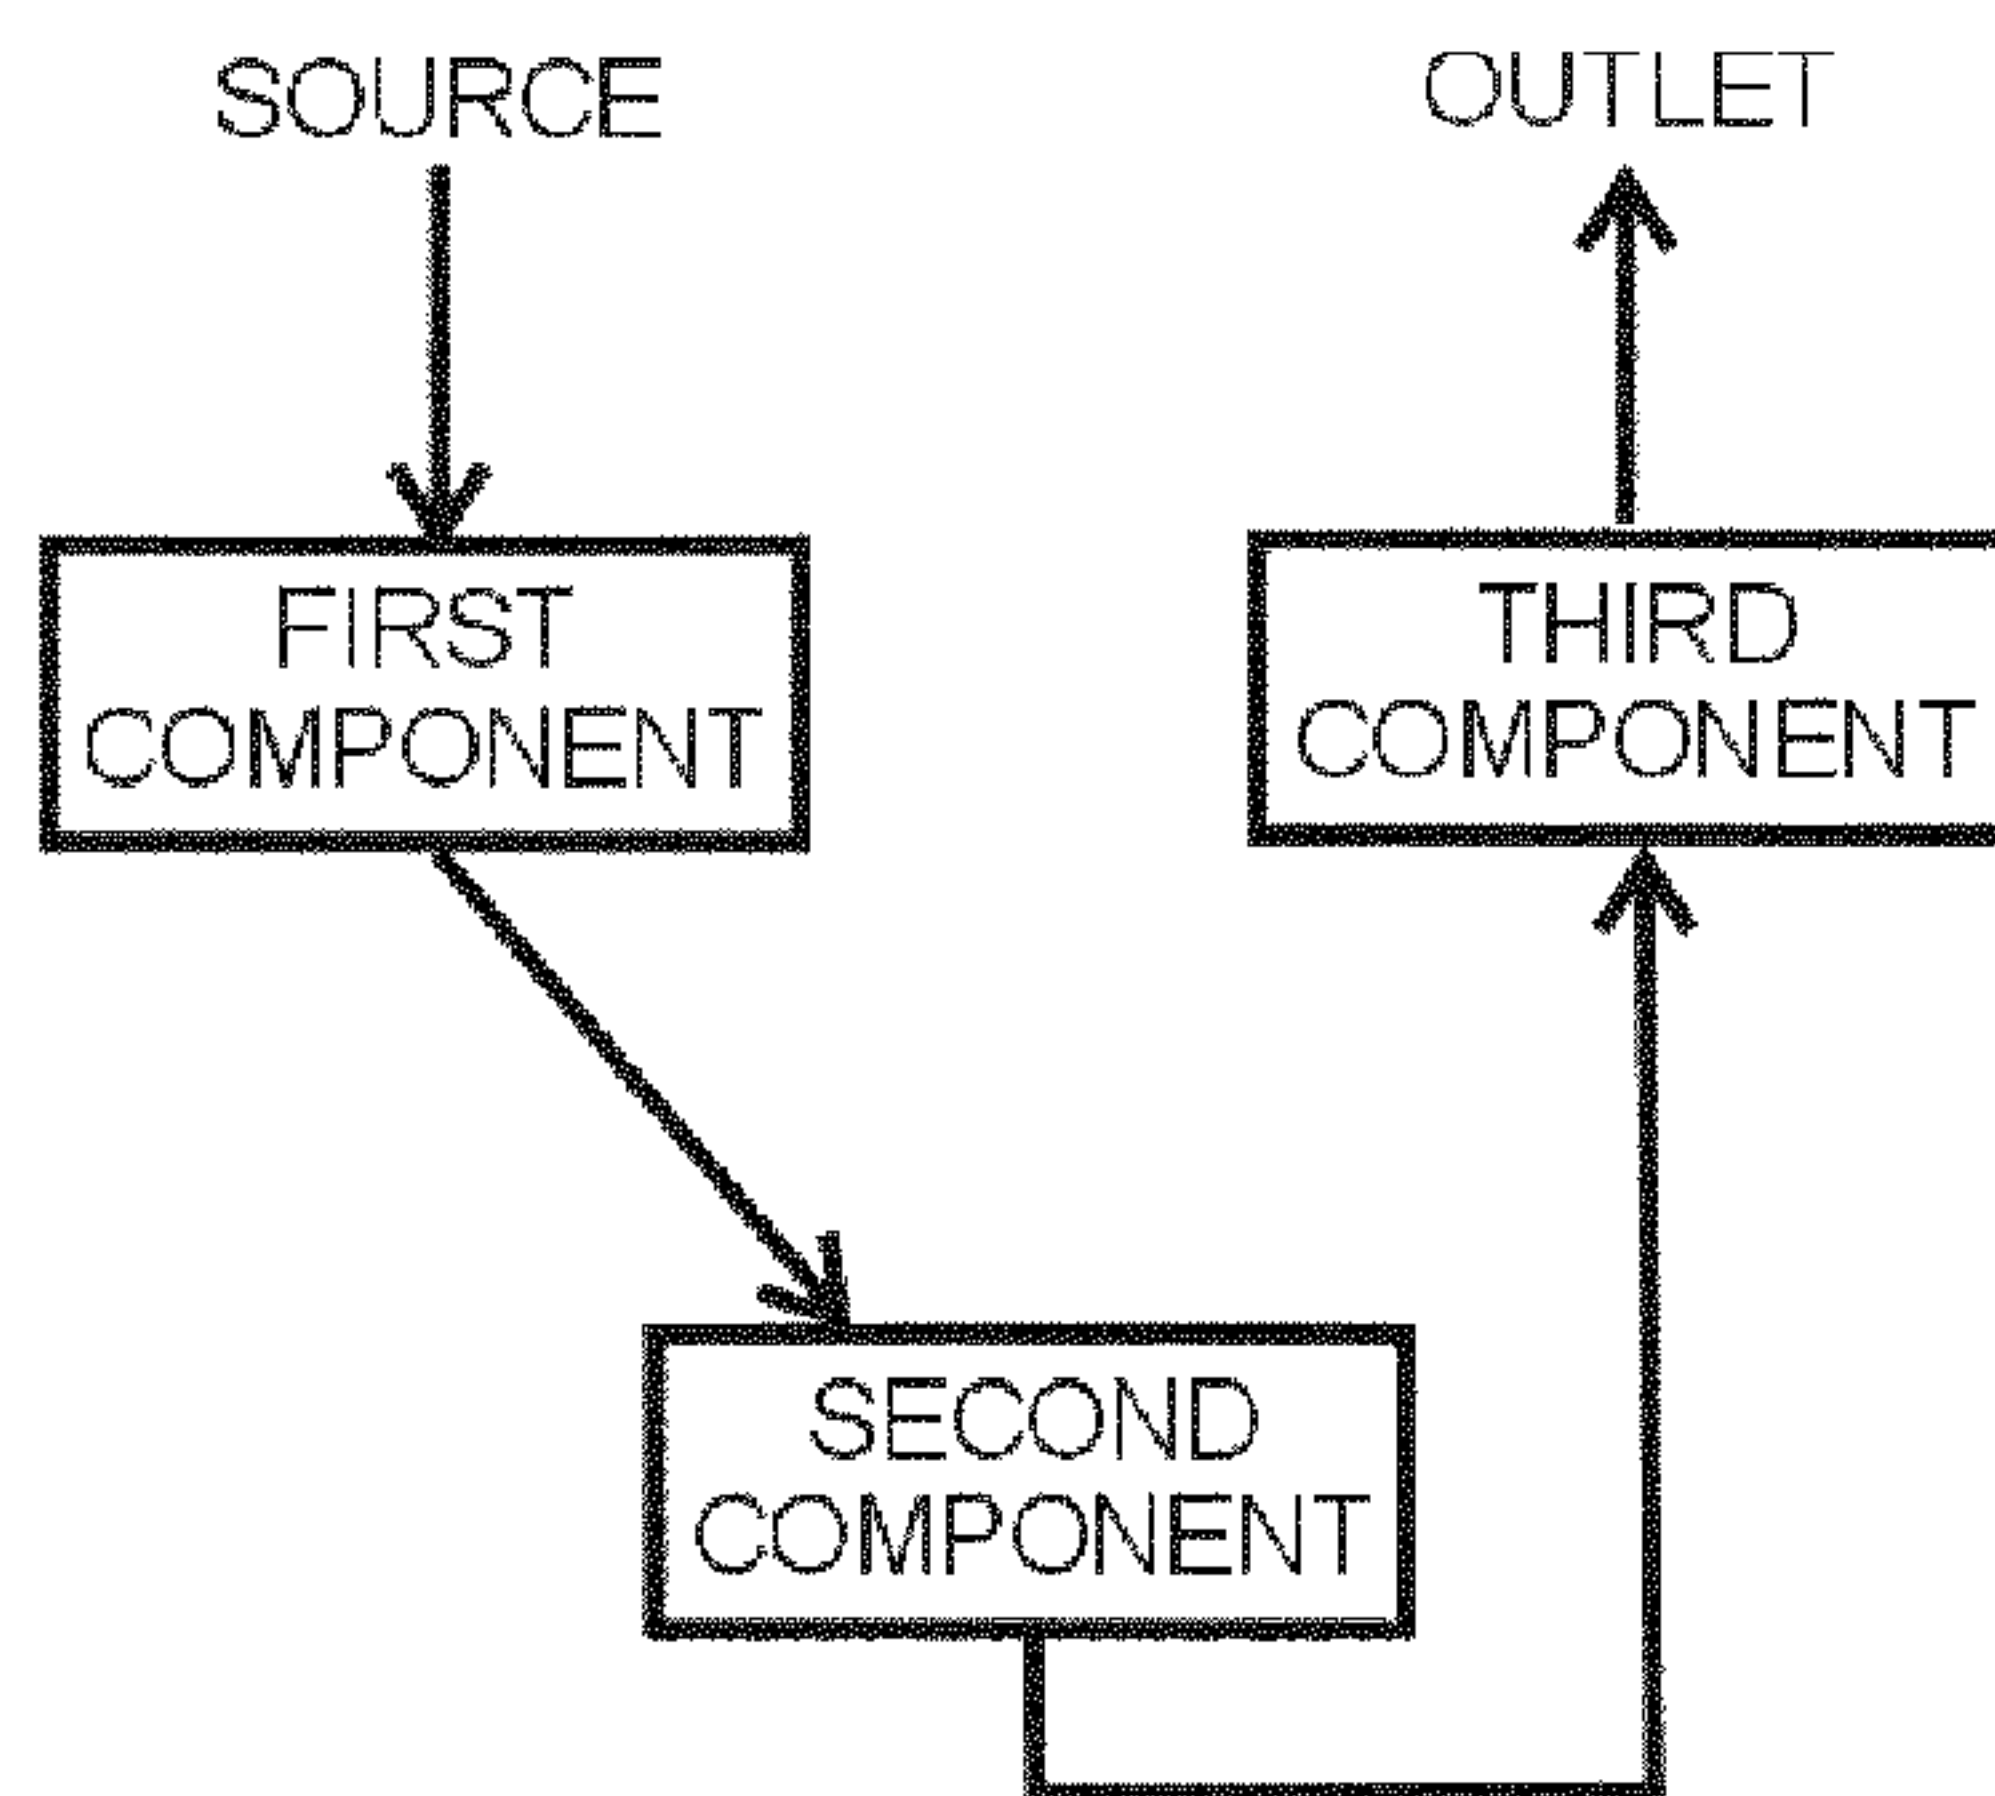 SOURCE
OUTLET
FIRST
COMPONENT
THIRD
COMPONENT
SECOND
COMPONENT